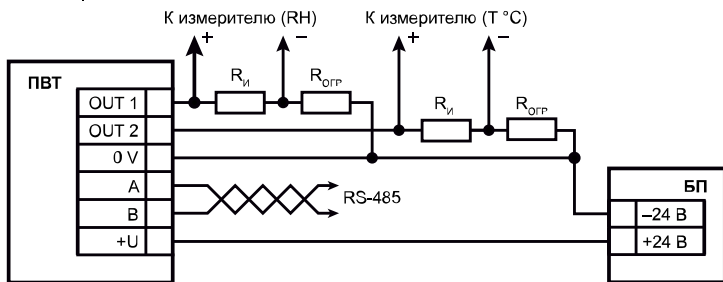 К измерителю (RH)
К измерителю (T °C)
+
–
+
–
ПВТ
Rи
Rогр
Rи
Rогр
OUT 1
OUT 2
0 V
A
B
+U
RS-485
БП
–24 В
+24 В